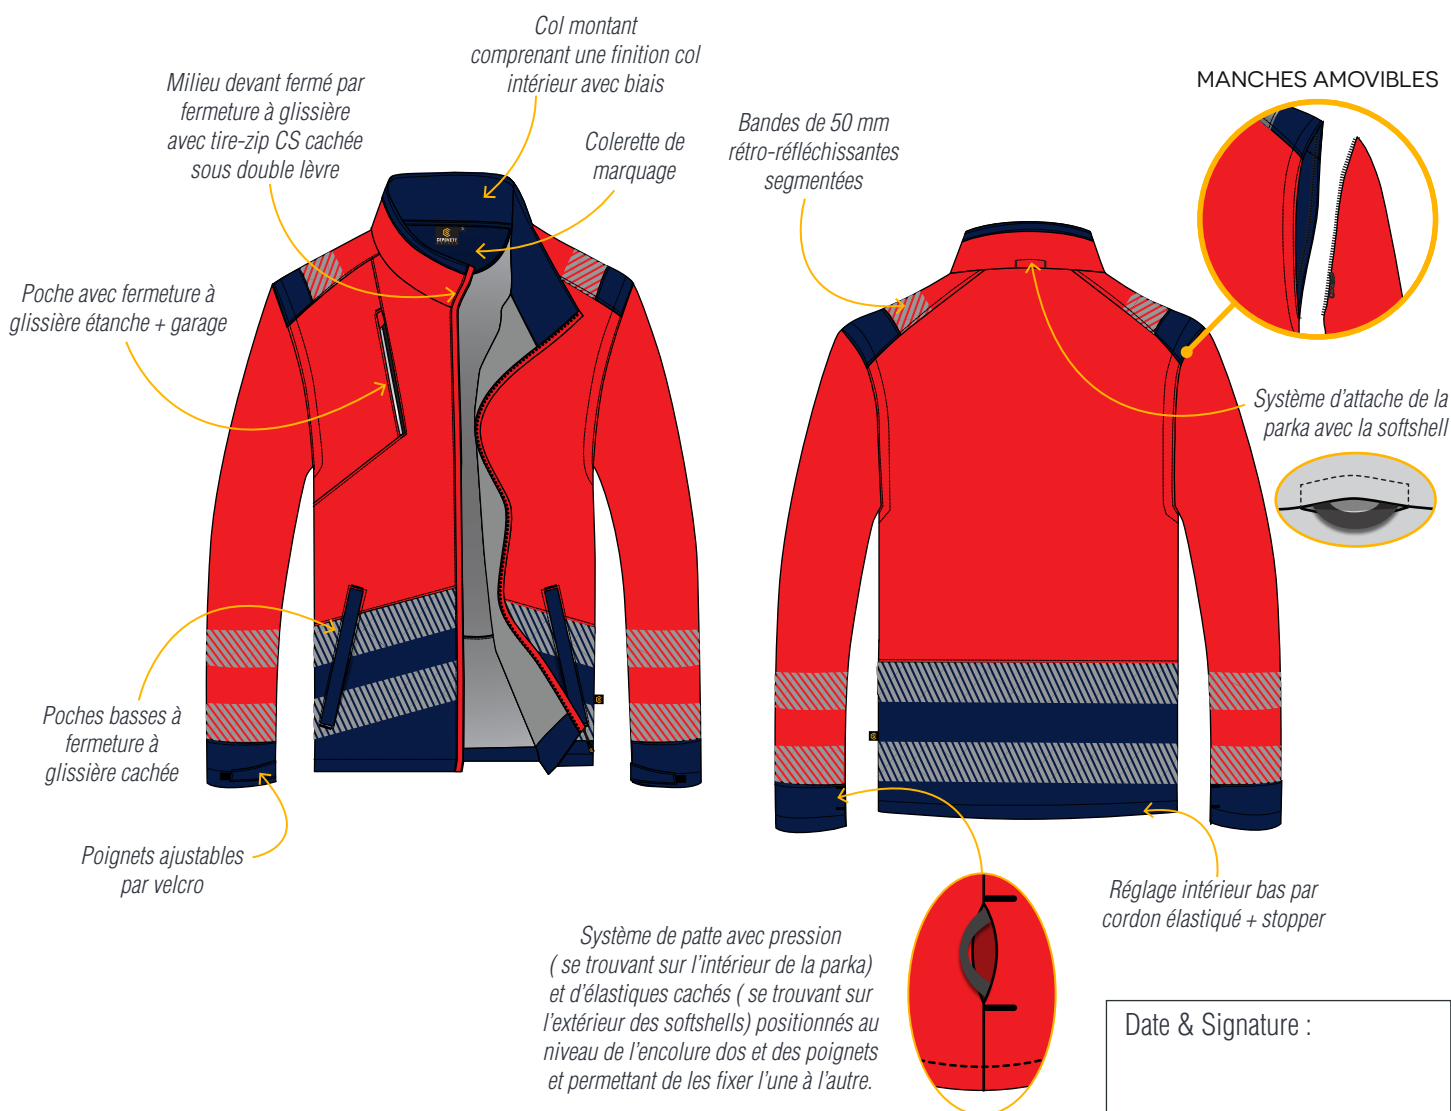 Col montant
comprenant une finition col
intérieur avec biais
Milieu devant fermé par
fermeture à glissière
avec tire-zip CS cachée
sous double lèvre
Colerette de
marquage
Bandes de 50 mm
rétro-réfléchissantes
segmentées
MANCHES AMOVIBLES
Poche avec fermeture à
glissière étanche + garage
Système d'attache de la
parka avec la softshell
Poches basses à
fermeture à
glissière cachée
Poignets ajustables
par velcro
Système de patte avec pression
( se trouvant sur l'intérieur de la parka)
et d'élastiques cachés ( se trouvant sur
l'extérieur des softshells) positionnés au
niveau de l'encolure dos et des poignets
et permettant de les fixer l'une à l'autre.
Réglage intérieur bas par
cordon élastiqué + stopper
Date & Signature :